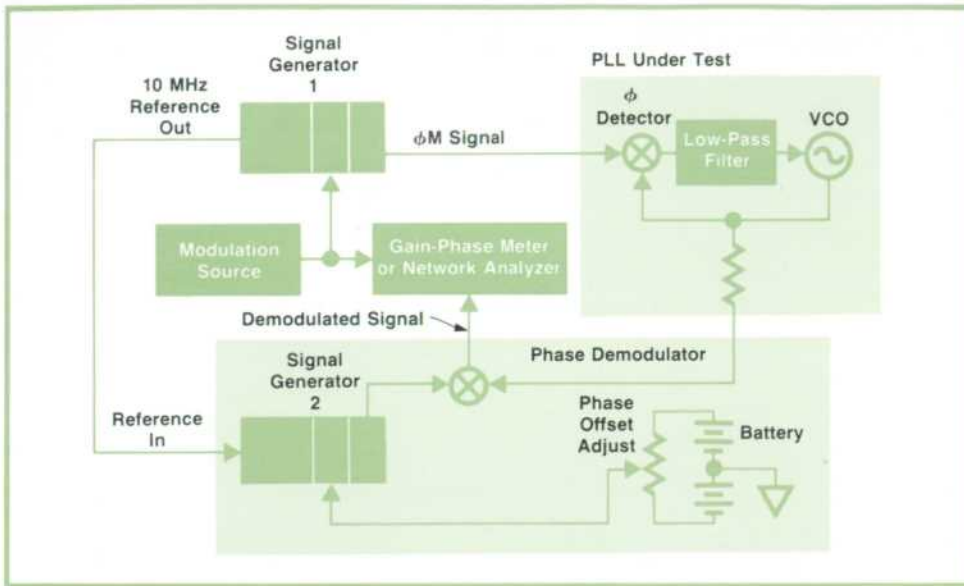 Signal
Generator
1
PLL Under Test
10 MHz
Reference
Out
ϕ
Detector
VCO
ϕM Signal
Low-Pass
Filter
Modulation
Source
Gain-Phase Meter
or Network Analyzer
Demodulated Signal
Phase Demodulator
Signal
Generator
2
Phase
Offset
Adjust
Battery
Reference
In